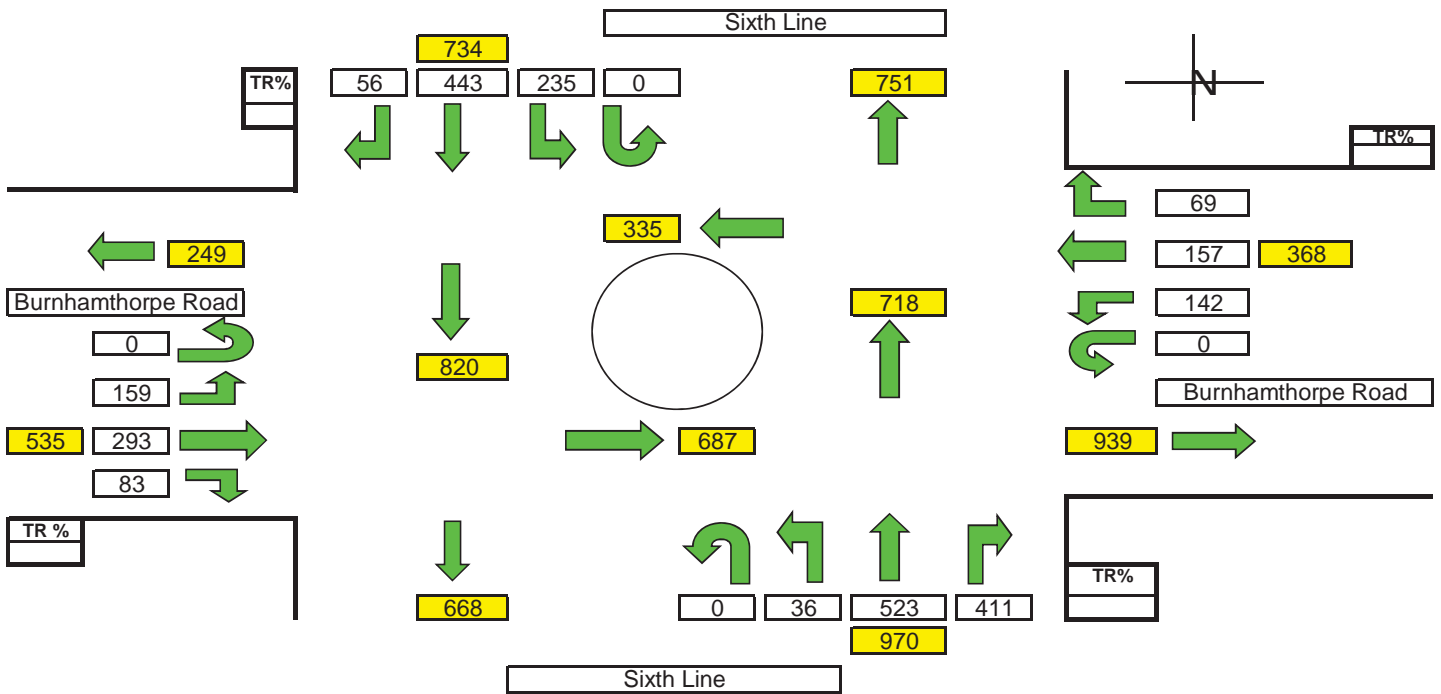 Sixth Line
734
TR% 56 443 235 0 751 N
TR%
69
335
249 157 368
Burnhamthorpe Road 718 142
0 0
820
159 Burnhamthorpe Road
535 293 687 939
83
TR %
TR%
668 0 36 523 411
970
Sixth Line